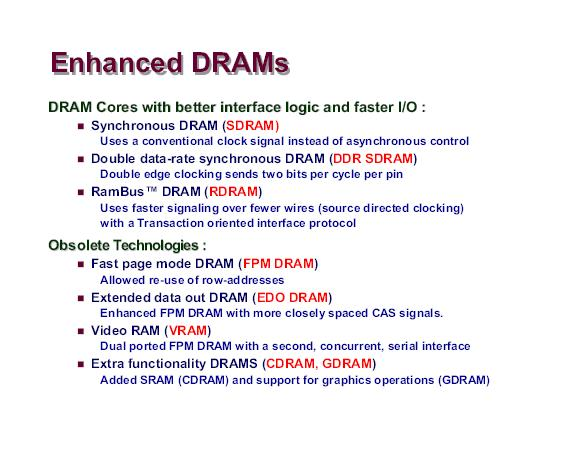 Enhanced DRAMs
DRAM Cores with better interface logic and faster I/O :
Synchronous DRAM (SDRAM)
Uses a conventional clock signal instead of asynchronous control
Double data-rate synchronous DRAM (DDR SDRAM)
Double edge clocking sends two bits per cycle per pin
RamBus™ DRAM (RDRAM)
Uses faster signaling over fewer wires (source directed clocking)
with a Transaction oriented interface protocol
Obsolete Technologies :
Fast page mode DRAM (FPM DRAM)
Allowed re-use of row-addresses
Extended data out DRAM (EDO DRAM)
Enhanced FPM DRAM with more closely spaced CAS signals.
Video RAM (VRAM)
Dual ported FPM DRAM with a second, concurrent, serial interface
Extra functionality DRAMS (CDRAM, GDRAM)
Added SRAM (CDRAM) and support for graphics operations (GDRAM)